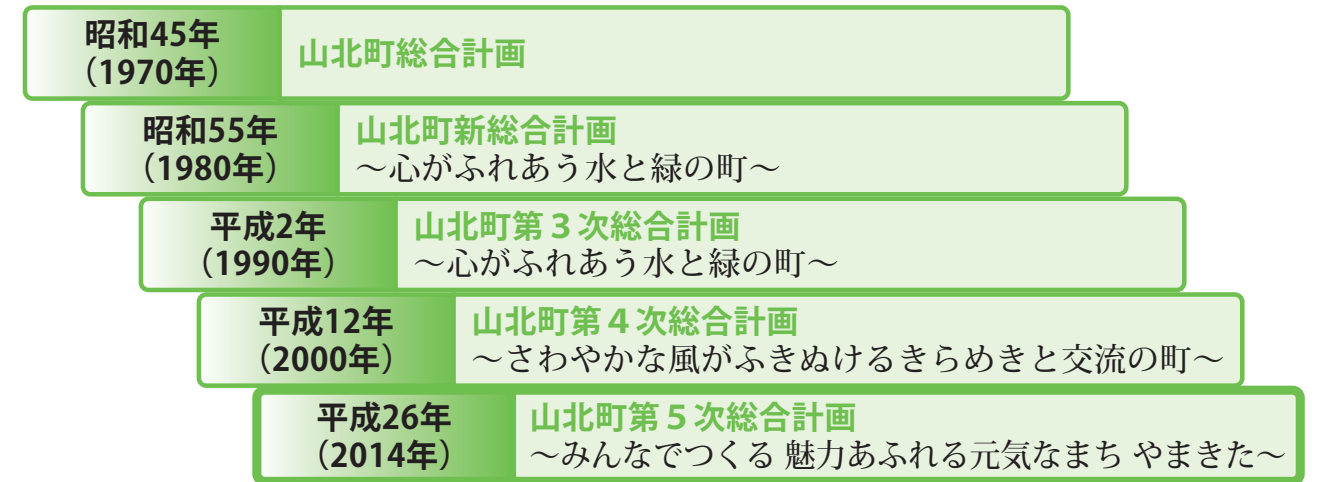 昭和45年
（1970年）
山北町総合計画
昭和55年
（1980年）
山北町新総合計画
～心がふれあう水と緑の町～
平成2年
（1990年）
山北町第３次総合計画
～心がふれあう水と緑の町～
平成12年
（2000年）
山北町第４次総合計画
～さわやかな風がふきぬけるきらめきと交流の町～
平成26年
（2014年）
山北町第５次総合計画
～みんなでつくる 魅力あふれる元気なまち やまきた～